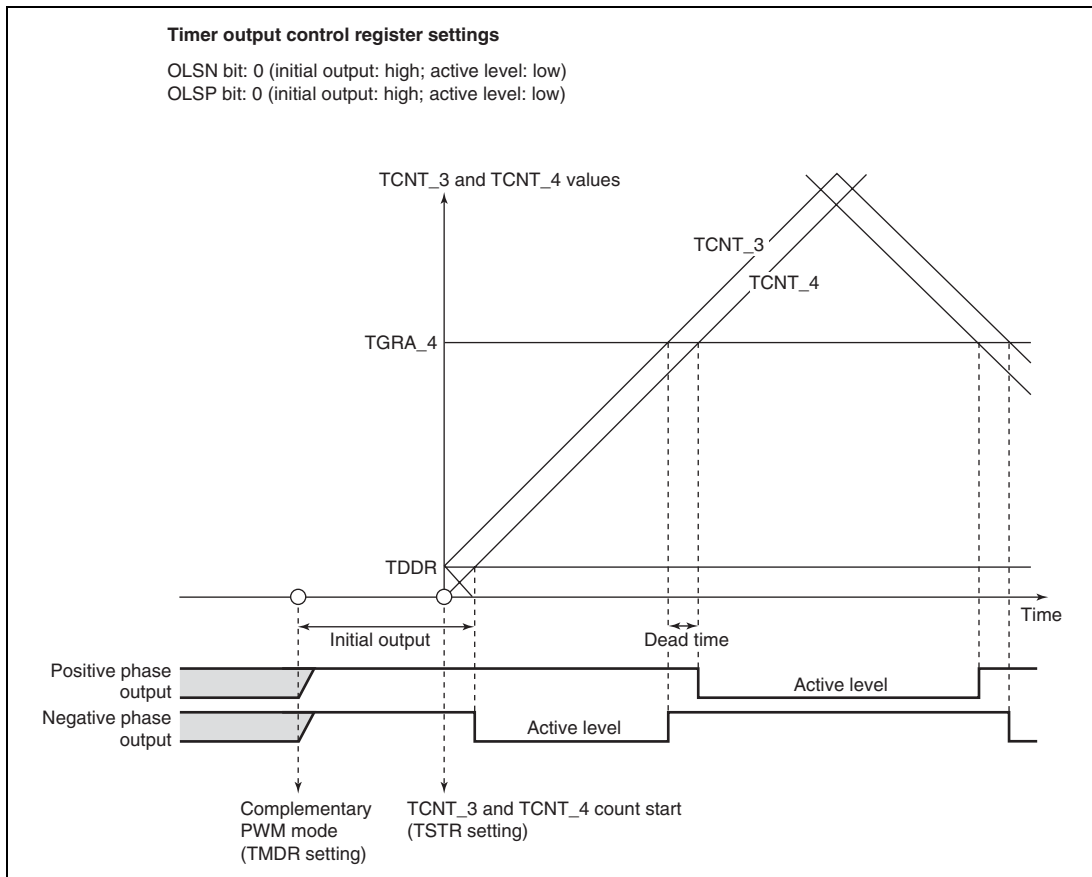 Timer output control register settings
OLSN bit: 0 (initial output: high; active level: low)
OLSP bit: 0 (initial output: high; active level: low)
TCNT_3 and TCNT_4 values
TCNT_3
TCNT_4
TGRA_4
TDDR
Time
Initial output
Dead time
Positive phase
output
Active level
Negative phase
output
Active level
Complementary
PWM mode
(TMDR setting)
TCNT_3 and TCNT_4 count start
(TSTR setting)